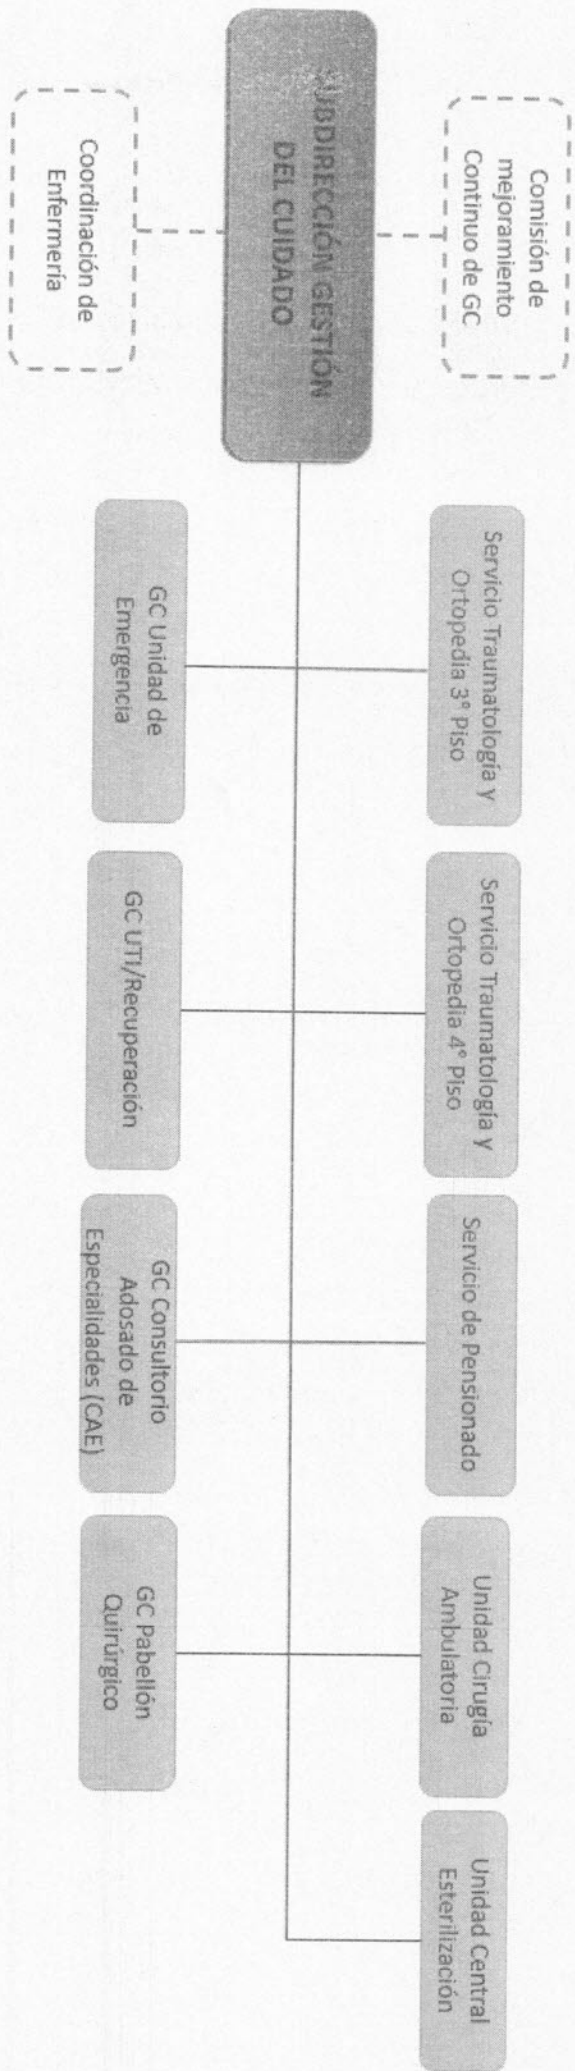 Comisión de
mejoramiento
Continuo de GC
SUBDIRECCIÓN GESTIÓN
DEL CUIDADO
Coordinación de
Enfermería
Servicio Traumatología y
Ortopedia 3° Piso
Servicio Traumatología y
Ortopedia 4° Piso
Servicio de Pensionado
Unidad Cirugía
Ambulatoria
Unidad Central
Esterilización
GC Unidad de
Emergencia
GC UTI/Recuperación
GC Consultorio
Adosado de
Especialidades (CAE)
GC Pabellón
Quirúrgico